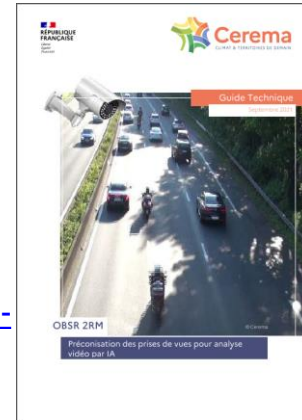 RÉPUBLIQUE
FRANÇAISE
Cerema
CLIMAT & TERRITOIRES DE DEMAIN
Guide Technique
Septembre 2021
© Cerema
OBSR 2RM
Préconisation des prises de vues pour analyse
vidéo par IA